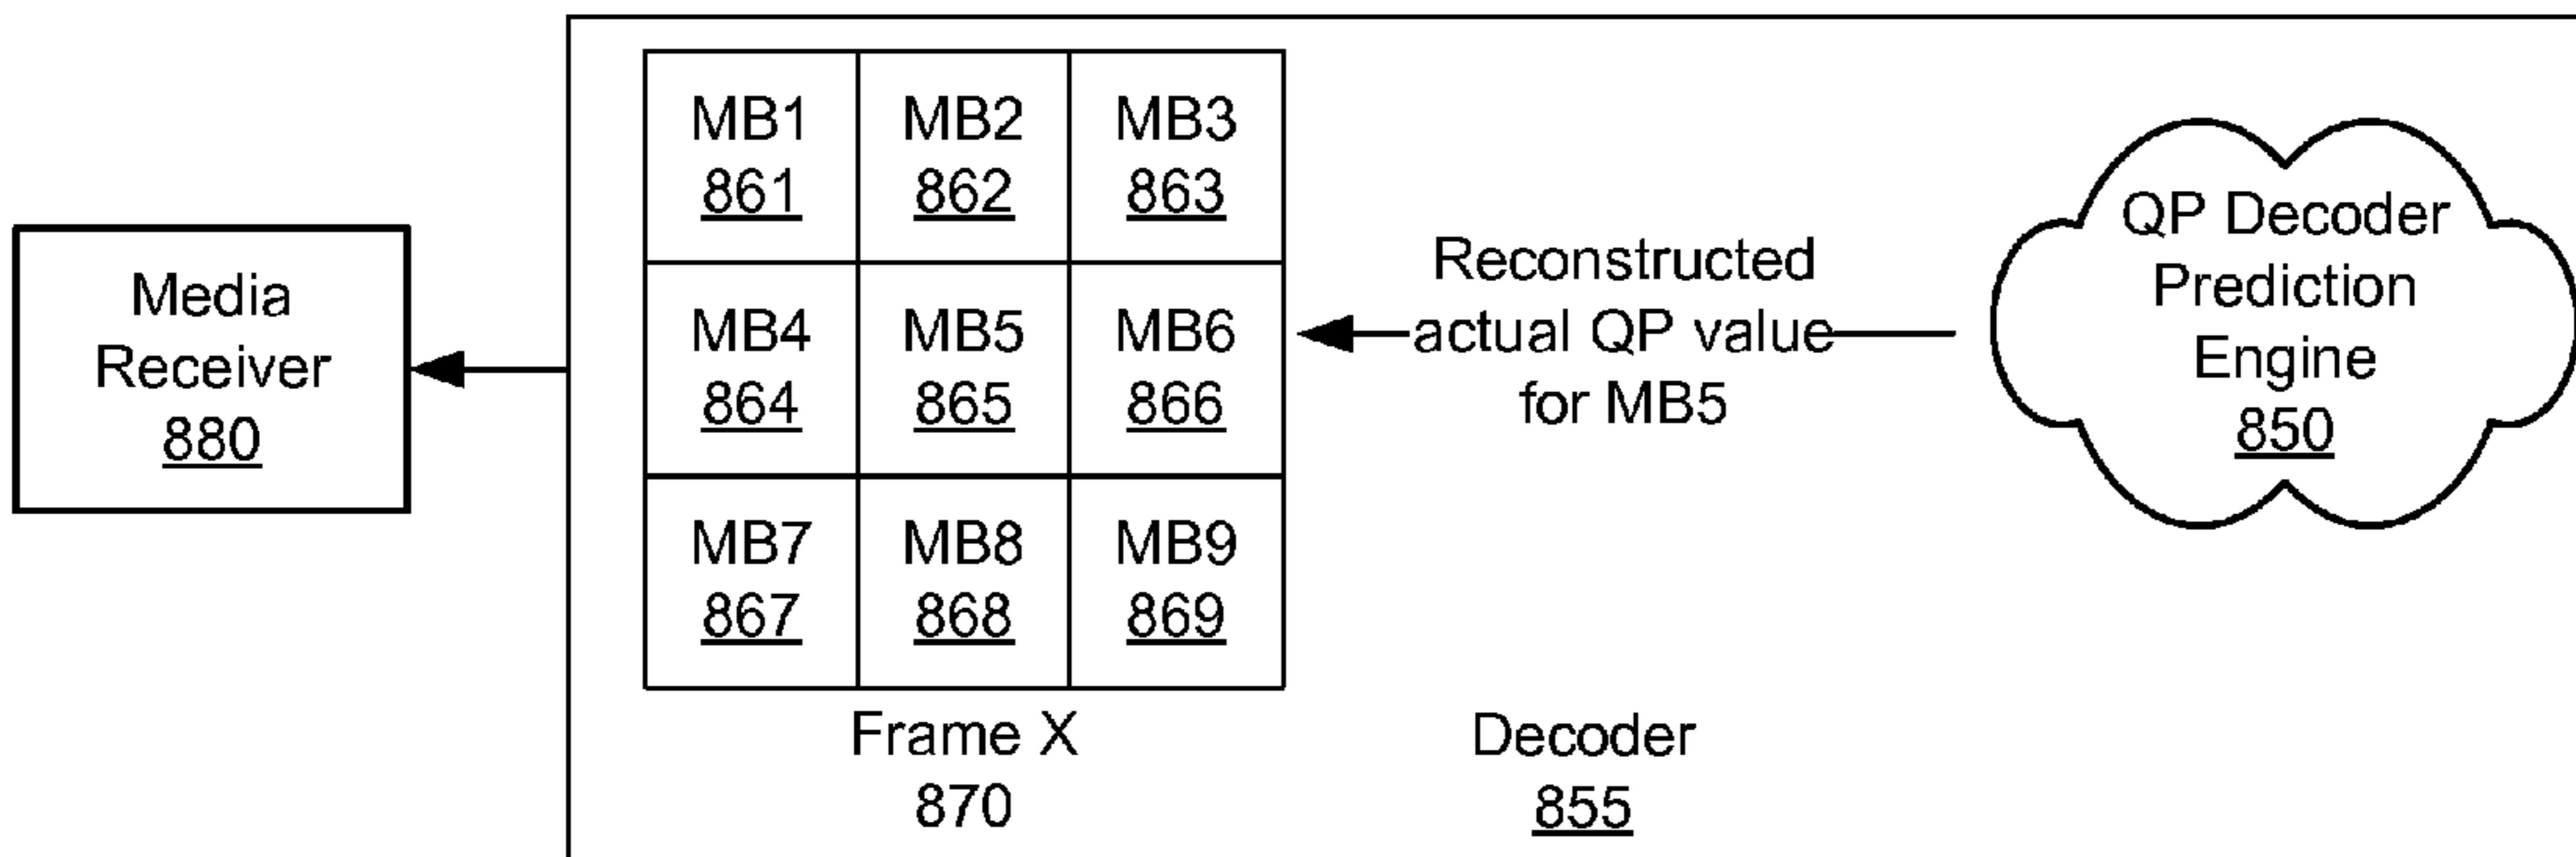 Media
Receiver
880
MB1
861
MB2
862
MB3
863
MB4
864
MB5
865
MB6
866
MB7
867
MB8
868
MB9
869
Frame X
870
Reconstructed
actual QP value
for MB5
QP Decoder
Prediction
Engine
850
Decoder
855